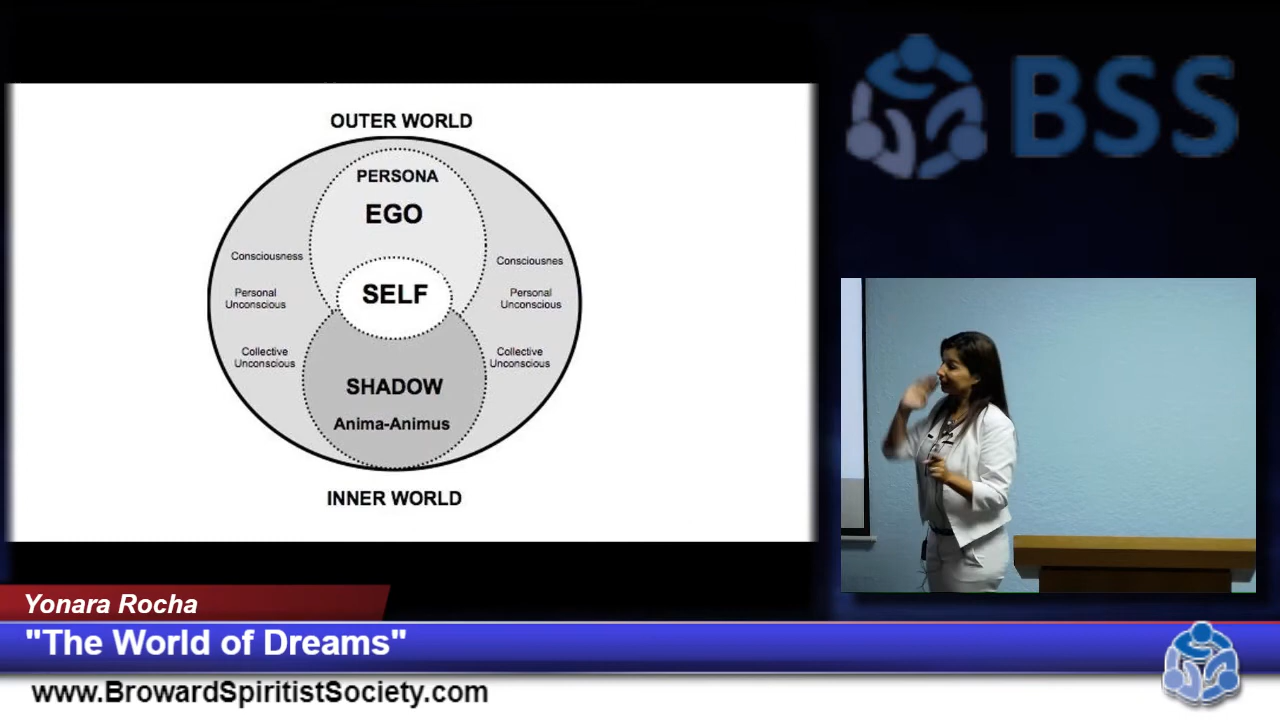 OUTER WORLD
PERSONA
EGO
Consciousness
Consciousnes
SELF
Personal
Unconscious
Personal
Unconscious
Collective
Unconscious
Collective
Unconscious
SHADOW
Anima-Animus
INNER WORLD
BSS
Yonara Rocha
"The World of Dreams"
www.BrowardSpiritistSociety.com